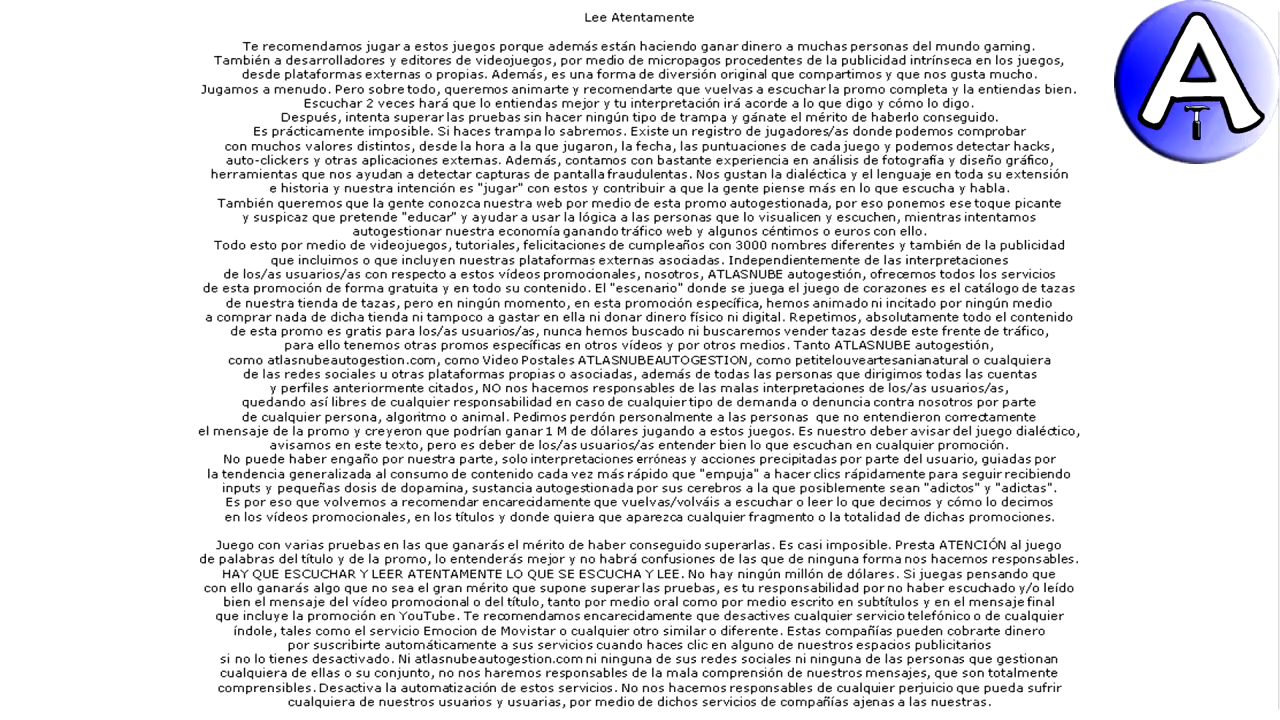 Lee Atentamente
Te recomendamos jugar a estos juegos porque además están haciendo ganar dinero a muchas personas del mundo gaming.
También a desarrolladores y editores de videojuegos, por medio de micropagos procedentes de la publicidad intrínseca en los juegos,
desde plataformas externas o propias. Además, es una forma de diversión original que compartimos y que nos gusta mucho.
Jugamos a menudo. Pero sobre todo, queremos animarte y recomendarte que vuelvas a escuchar la promo completa y la entiendas bien.
Escuchar 2 veces hará que lo entiendas mejor y tu interpretación irá acorde a lo que digo y cómo lo digo.
Después, intenta superar las pruebas sin hacer ningún tipo de trampa y gánate el mérito de haberlo conseguido.
Es prácticamente imposible. Si haces trampa lo sabremos. Existe un registro de jugadores/as donde podemos comprobar
con muchos valores distintos, desde la hora a la que jugaron, la fecha, las puntuaciones de cada juego y podemos detectar hacks,
auto-clickers y otras aplicaciones externas. Además, contamos con bastante experiencia en análisis de fotografía y diseño gráfico,
herramientas que nos ayudan a detectar capturas de pantalla fraudulentas. Nos gustan la dialéctica y el lenguaje en toda su extensión
e historia y nuestra intención es "jugar" con estos y contribuir a que la gente piense más en lo que escucha y habla.
También queremos que la gente conozca nuestra web por medio de esta promo autogestionada, por eso ponemos ese toque picante
y suspicaz que pretende "educar" y ayudar a usar la lógica a las personas que lo visualicen y escuchen, mientras intentamos
autogestionar nuestra economía ganando tráfico web y algunos céntimos o euros con ello.
Todo esto por medio de videojuegos, tutoriales, felicitaciones de cumpleaños con 3000 nombres diferentes y también de la publicidad
que incluimos o que incluyen nuestras plataformas externas asociadas. Independientemente de las interpretaciones
de los/as usuarios/as con respecto a estos vídeos promocionales, nosotros, ATLASNUBE autogestión, ofrecemos todos los servicios
de esta promoción de forma gratuita y en todo su contenido. El "escenario" donde se juega el juego de corazones es el catálogo de tazas
de nuestra tienda de tazas, pero en ningún momento, en esta promoción específica, hemos animado ni incitado por ningún medio
a comprar nada de dicha tienda ni tampoco a gastar en ella ni donar dinero físico ni digital. Repetimos, absolutamente todo el contenido
de esta promo es gratis para los/as usuarios/as, nunca hemos buscado ni buscaremos vender tazas desde este frente de tráfico,
para ello tenemos otras promos específicas en otros vídeos y por otros medios. Tanto ATLASNUBE autogestión,
como atlasnubeautogestion.com, como Video Postales ATLASNUBEAUTOGESTION, como petitelouveartesanianatural o cualquiera
de las redes sociales u otras plataformas propias o asociadas, además de todas las personas que dirigimos todas las cuentas
y perfiles anteriormente citados, NO nos hacemos responsables de las malas interpretaciones de los/as usuarios/as,
quedando así libres de cualquier responsabilidad en caso de cualquier tipo de demanda o denuncia contra nosotros por parte
de cualquier persona, algoritmo o animal. Pedimos perdón personalmente a las personas que no entendieron correctamente
el mensaje de la promo y creyeron que podrían ganar 1 M de dólares jugando a estos juegos. Es nuestro deber avisar del juego dialéctico,
avisamos en este texto, pero es deber de los/as usuarios/as entender bien lo que escuchan en cualquier promoción.
No puede haber engaño por nuestra parte, solo interpretaciones erróneas y acciones precipitadas por parte del usuario, guiadas por
la tendencia generalizada al consumo de contenido cada vez más rápido que "empuja" a hacer clics rápidamente para seguir recibiendo
inputs y pequeñas dosis de dopamina, sustancia autogestionada por sus cerebros a la que posiblemente sean "adictos" y "adictas".
Es por eso que volvemos a recomendar encarecidamente que vuelvas/volváis a escuchar o leer lo que decimos y cómo lo decimos
en los vídeos promocionales, en los títulos y donde quiera que aparezca cualquier fragmento o la totalidad de dichas promociones.
Juego con varias pruebas en las que ganarás el mérito de haber conseguido superarlas. Es casi imposible. Presta ATENCIÓN al juego
de palabras del título y de la promo, lo entenderás mejor y no habrá confusiones de las que de ninguna forma nos hacemos responsables.
HAY QUE ESCUCHAR Y LEER ATENTAMENTE LO QUE SE ESCUCHA Y LEE. No hay ningún millón de dólares. Si juegas pensando que
con ello ganarás algo que no sea el gran mérito que supone superar las pruebas, es tu responsabilidad por no haber escuchado y/o leído
bien el mensaje del vídeo promocional o del título, tanto por medio oral como por medio escrito en subtítulos y en el mensaje final
que incluye la promoción en YouTube. Te recomendamos encarecidamente que desactives cualquier servicio telefónico o de cualquier
índole, tales como el servicio Emocion de Movistar o cualquier otro similar o diferente. Estas compañías pueden cobrarte dinero
por suscribirte automáticamente a sus servicios cuando haces clic en alguno de nuestros espacios publicitarios
si no lo tienes desactivado. Ni atlasnubeautogestion.com ni ninguna de sus redes sociales ni ninguna de las personas que gestionan
cualquiera de ellas o su conjunto, no nos haremos responsables de la mala comprensión de nuestros mensajes, que son totalmente
comprensibles. Desactiva la automatización de estos servicios. No nos hacemos responsables de cualquier perjuicio que pueda sufrir
cualquiera de nuestros usuarios y usuarias, por medio de dichos servicios de compañías ajenas a las nuestras.
A